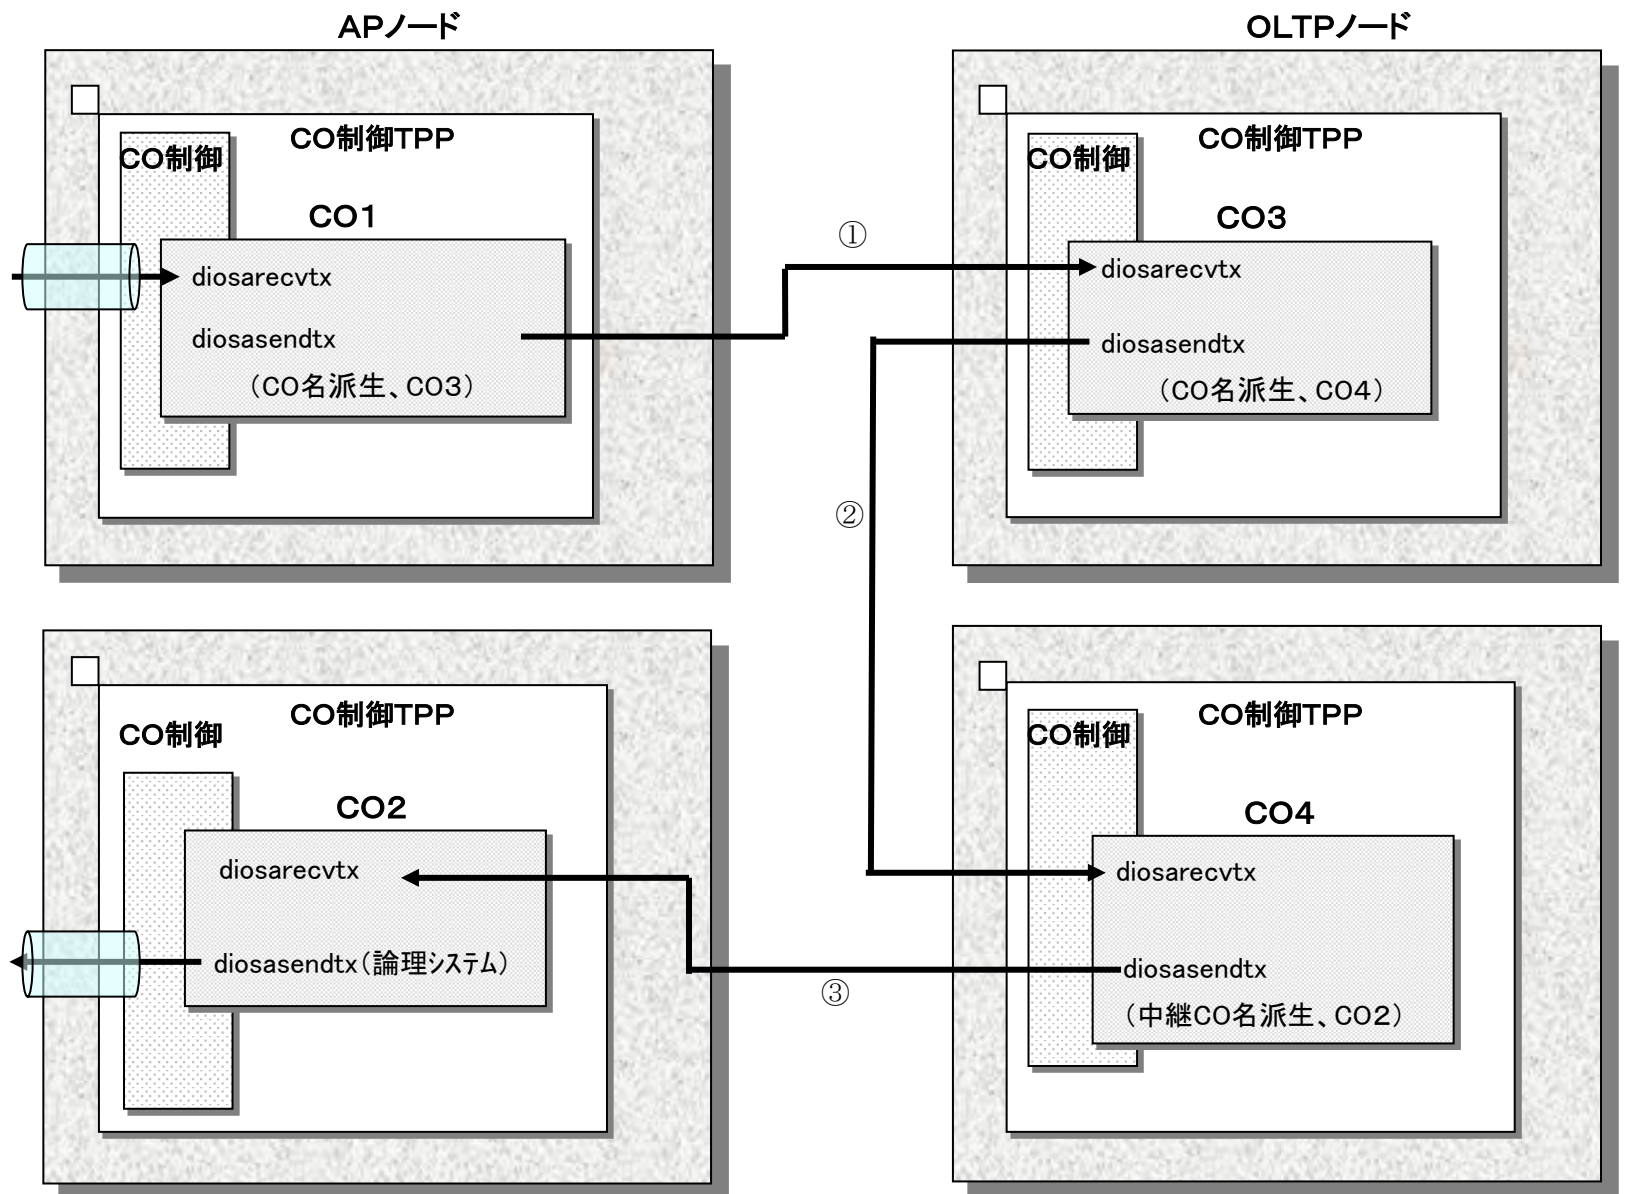 APノード
OLTPノード
CO制御TPP
CO制御
CO1
diosarecvtx
diosasendtx
（CO名派生、CO3）
①
CO制御TPP
CO制御
CO3
diosarecvtx
diosasendtx
（CO名派生、CO4）
②
CO制御TPP
CO制御
CO2
diosarecvtx
diosasendtx（論理システム）
③
CO制御TPP
CO制御
CO4
diosarecvtx
diosasendtx
（中継CO名派生、CO2）